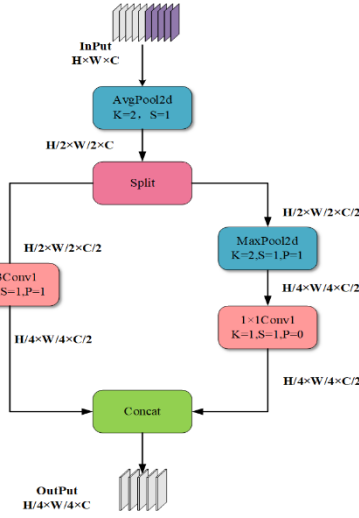 InPut
H×W×C
AvgPool2d
K=2, S=1
H/2×W/2×C
Split
H/2×W/2×C/2
H/2×W/2×C/2
MaxPool2d
K=2,S=1,P=1
Conv1
S=1,P=1
H/4×W/4×C/2
1×1Conv1
K=1,S=1,P=0
H/4×W/4×C/2
H/4×W/4×C/2
Concat
OutPut
H/4×W/4×C